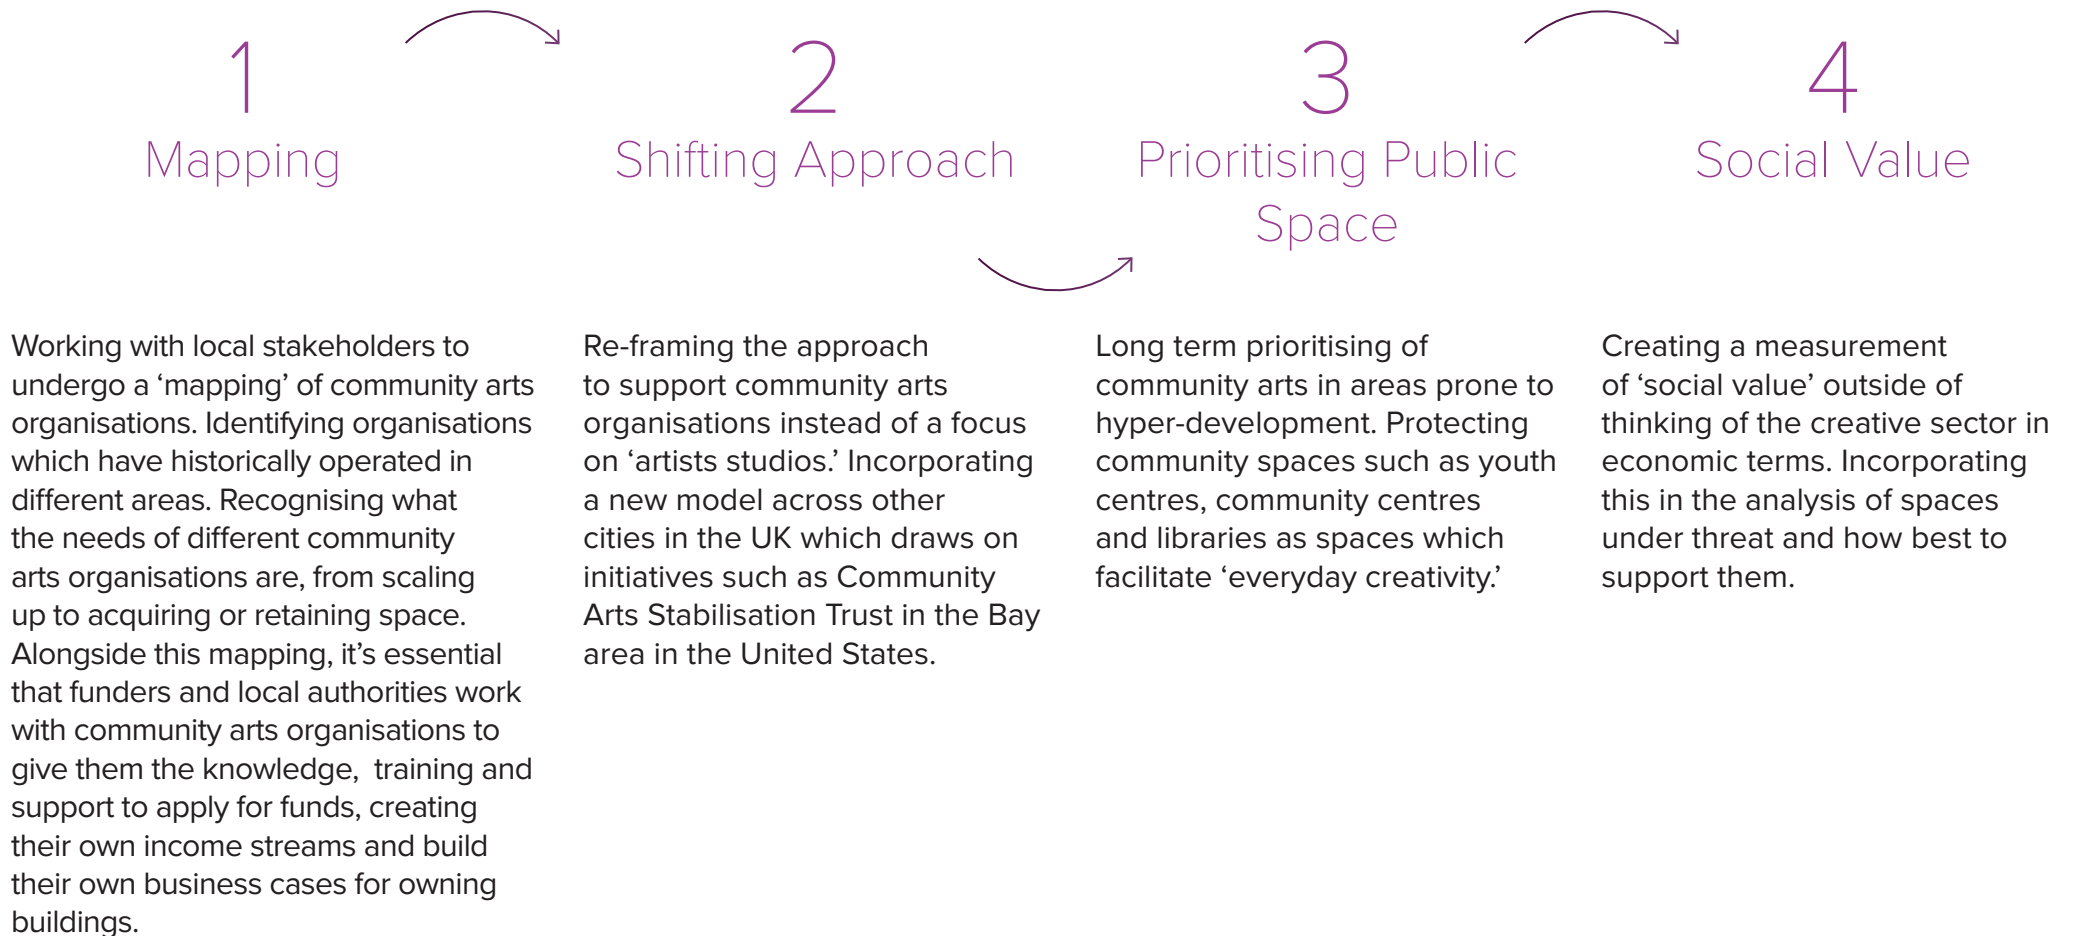 1
Mapping
Working with local stakeholders to
undergo a ‘mapping’ of community arts
organisations. Identifying organisations
which have historically operated in
different areas. Recognising what
the needs of different community
arts organisations are, from scaling
up to acquiring or retaining space.
Alongside this mapping, it’s essential
that funders and local authorities work
with community arts organisations to
give them the knowledge,  training and
support to apply for funds, creating
their own income streams and build
their own business cases for owning
buildings.
2
Shifting Approach
Re-framing the approach
to support community arts
organisations instead of a focus
on ‘artists studios.’ Incorporating
a new model across other
cities in the UK which draws on
initiatives such as Community
Arts Stabilisation Trust in the Bay
area in the United States.
3
Prioritising Public
Space
Long term prioritising of
community arts in areas prone to
hyper-development. Protecting
community spaces such as youth
centres, community centres
and libraries as spaces which
facilitate ‘everyday creativity.’
4
Social Value
Creating a measurement
of ‘social value’ outside of
thinking of the creative sector in
economic terms. Incorporating
this in the analysis of spaces
under threat and how best to
support them.